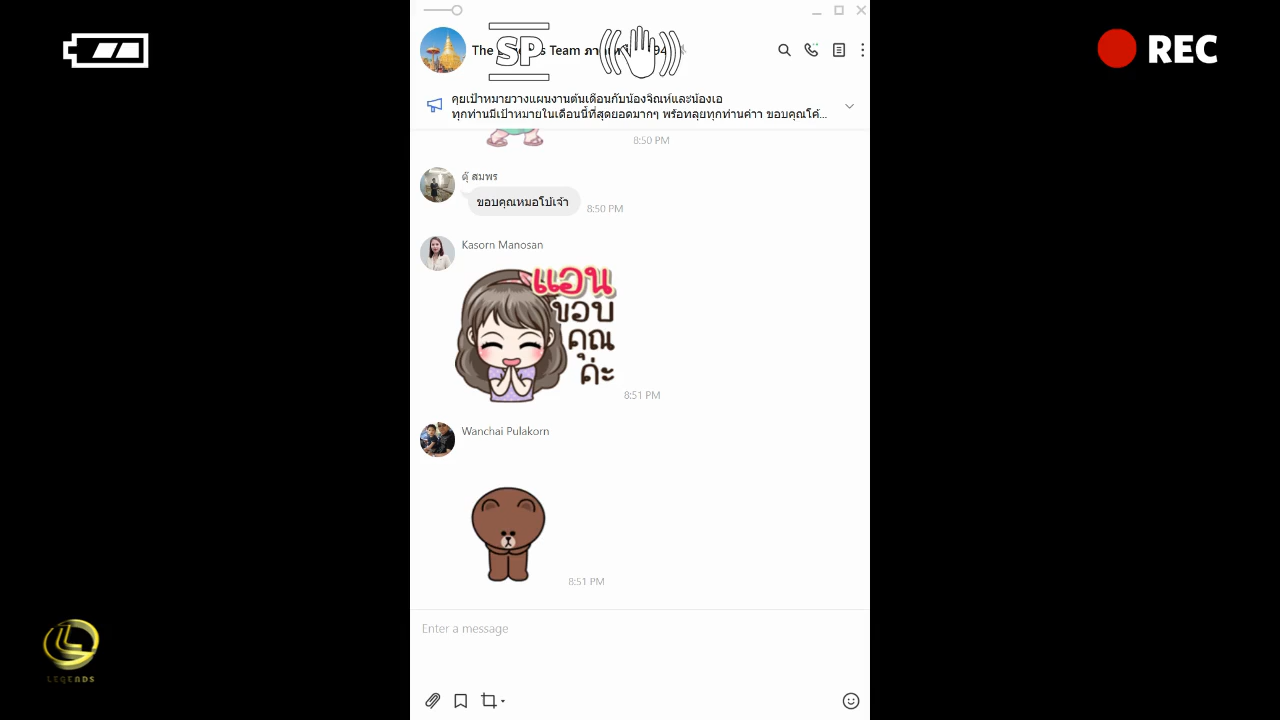 REC
SP
The
s Team
94
คุยเป้าหมายวางแผนงานต้นเดือนกับน้องจิณห์และน้องเอ
ทุกท่านมีเป้าหมายในเดือนนี้ที่สุดยอดมากๆ พร้อทลุยทุกท่านค่าา ขอบคุณโค้...
8:50 PM
ตุ๊ สมพร
ขอบคุณหมอโบ้เจ้า
8:50 PM
Kasorn Manosan
แอน
ขอบ
คุณ
ค่ะ
8:51 PM
Wanchai Pulakorn
8:51 PM
Enter a message
LEGENDS